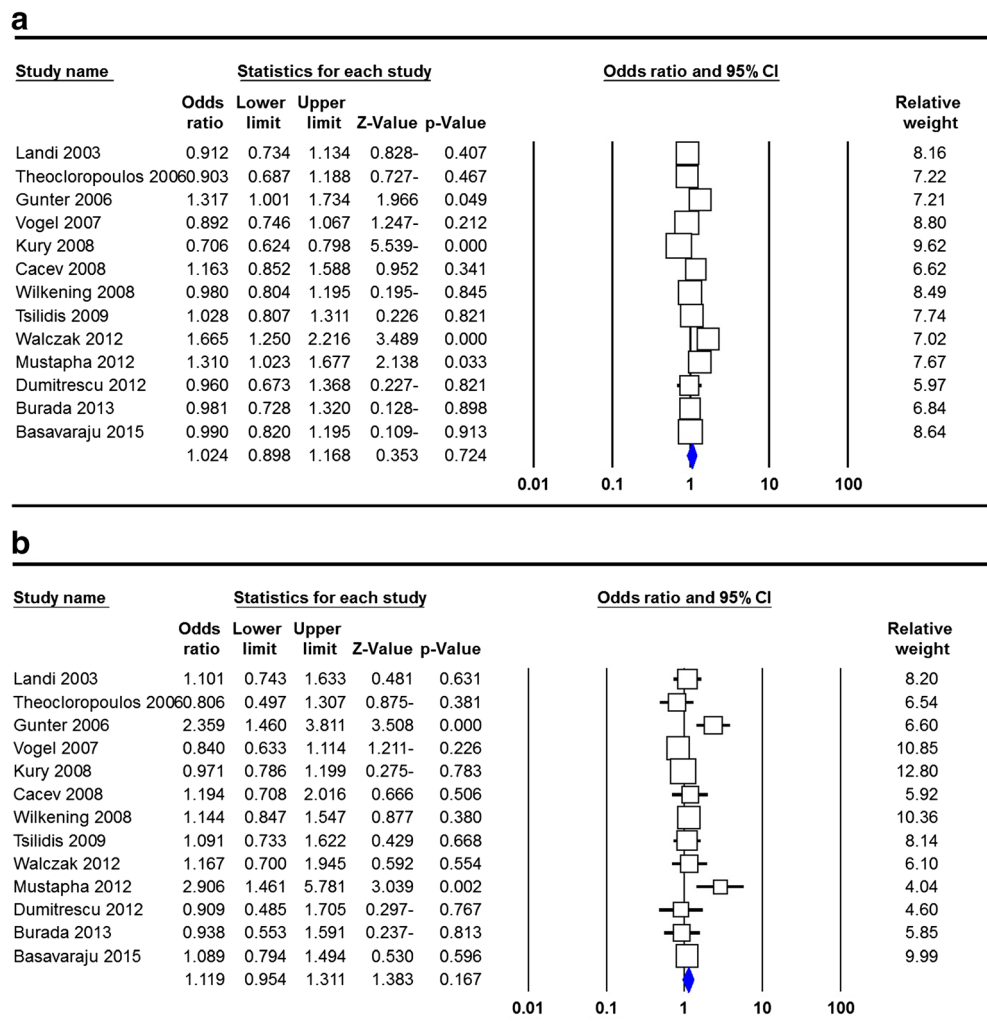 a
Study name Statistics for each study Odds ratio and 95% CI
Odds Lower Upper Relative
ratio limit limit Z-Value p-Value weight
Landi 2003 0.912 0.734 1.134 0.828- 0.407 8.16
Theocloropoulos 20060.903 0.687 1.188 0.727- 0.467 7.22
Gunter 2006 1.317 1.001 1.734 1.966 0.049 7.21
Vogel 2007 0.892 0.746 1.067 1.247- 0.212 8.80
Kury 2008 0.706 0.624 0.798 5.539- 0.000 9.62
Cacev 2008 1.163 0.852 1.588 0.952 0.341 6.62
Wilkening 2008 0.980 0.804 1.195 0.195- 0.845 8.49
Tsilidis 2009 1.028 0.807 1.311 0.226 0.821 7.74
Walczak 2012 1.665 1.250 2.216 3.489 0.000 7.02
Mustapha 2012 1.310 1.023 1.677 2.138 0.033 7.67
Dumitrescu 2012 0.960 0.673 1.368 0.227- 0.821 5.97
Burada 2013 0.981 0.728 1.320 0.128- 0.898 6.84
Basavaraju 2015 0.990 0.820 1.195 0.109- 0.913 8.64
1.024 0.898 1.168 0.353 0.724
0.01 0.1 1 10 100
b
Study name Statistics for each study Odds ratio and 95% CI
Odds Lower Upper Relative
ratio limit limit Z-Value p-Value weight
Landi 2003 1.101 0.743 1.633 0.481 0.631 8.20
Theocloropoulos 20060.806 0.497 1.307 0.875- 0.381 6.54
Gunter 2006 2.359 1.460 3.811 3.508 0.000 6.60
Vogel 2007 0.840 0.633 1.114 1.211- 0.226 10.85
Kury 2008 0.971 0.786 1.199 0.275- 0.783 12.80
Cacev 2008 1.194 0.708 2.016 0.666 0.506 5.92
Wilkening 2008 1.144 0.847 1.547 0.877 0.380 10.36
Tsilidis 2009 1.091 0.733 1.622 0.429 0.668 8.14
Walczak 2012 1.167 0.700 1.945 0.592 0.554 6.10
Mustapha 2012 2.906 1.461 5.781 3.039 0.002 4.04
Dumitrescu 2012 0.909 0.485 1.705 0.297- 0.767 4.60
Burada 2013 0.938 0.553 1.591 0.237- 0.813 5.85
Basavaraju 2015 1.089 0.794 1.494 0.530 0.596 9.99
1.119 0.954 1.311 1.383 0.167
0.01 0.1 1 10 100